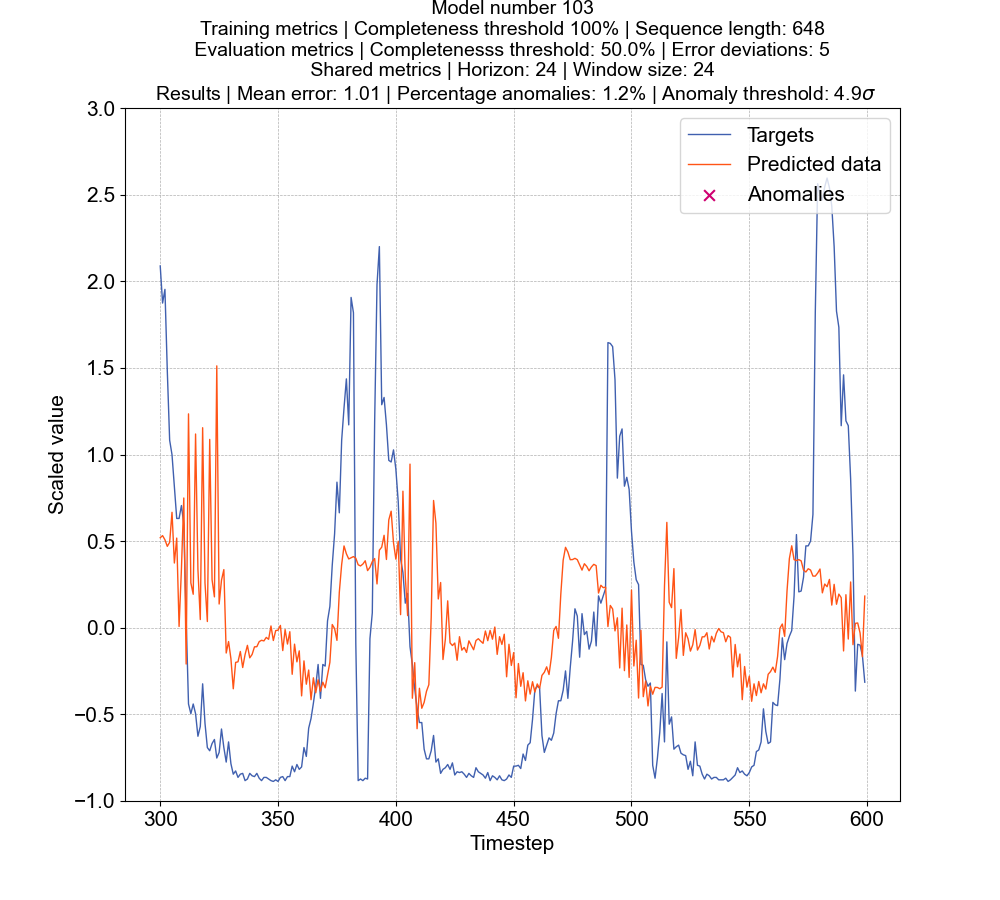 Model number 103
Training metrics | Completeness threshold 100% | Sequence length: 648
Evaluation metrics | Completenesss threshold: 50.0% | Error deviations: 5
Shared metrics | Horizon: 24 | Window size: 24
Results | Mean error: 1.01 | Percentage anomalies: 1.2% | Anomaly threshold: 4.9σ
3.0
2.5
2.0
1.5
1.0
0.5
0.0
−0.5
−1.0
Scaled value
Targets
Predicted data
Anomalies
300 350 400 450 500 550 600
Timestep